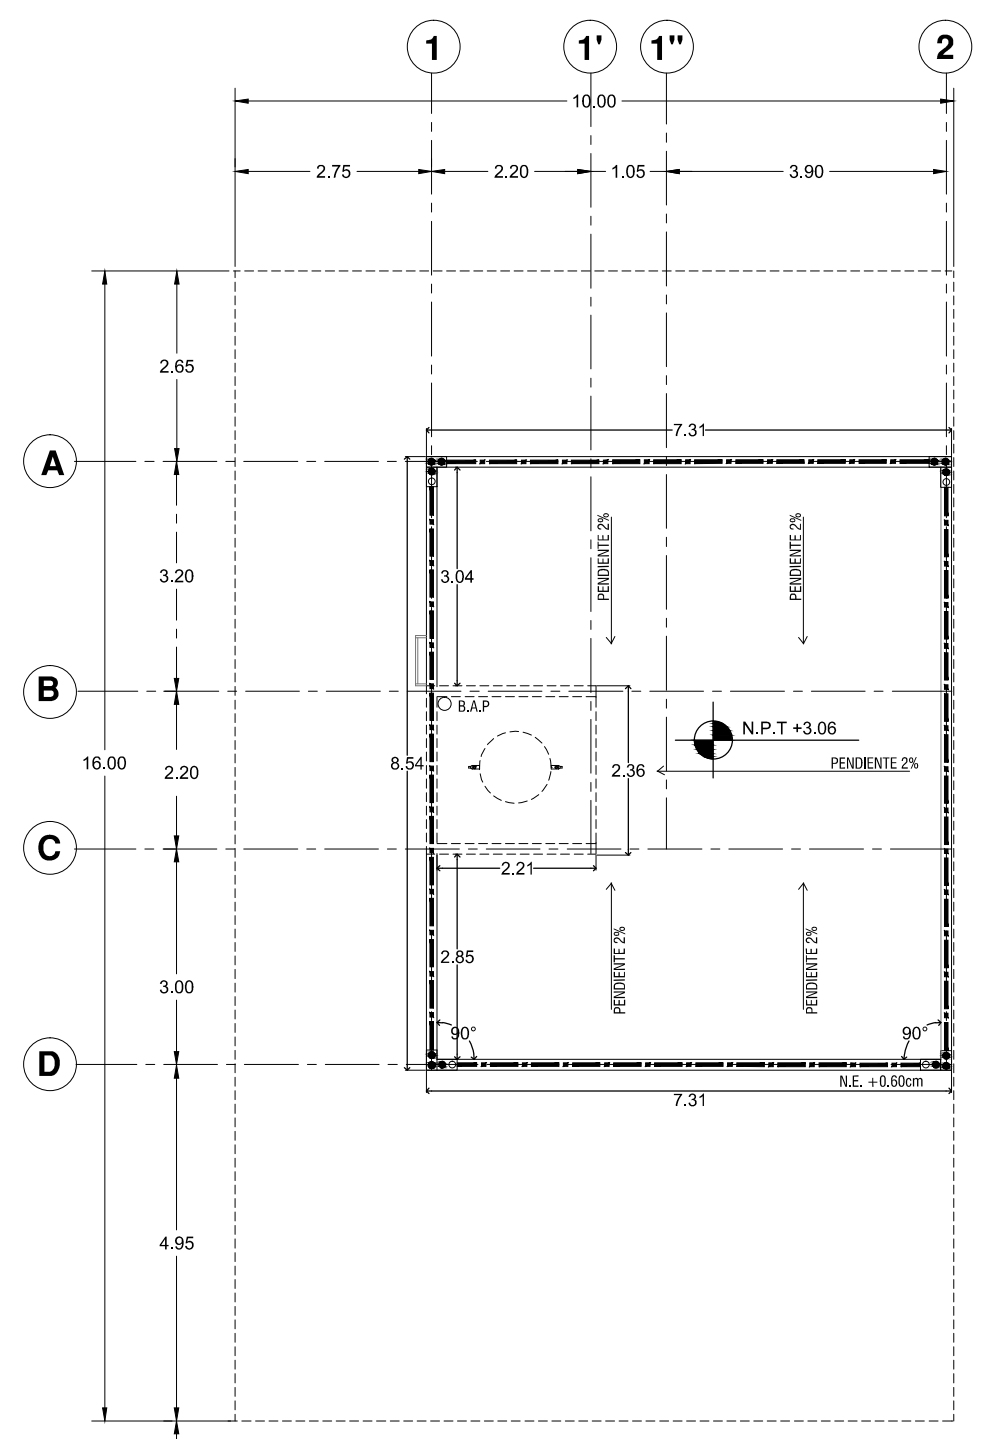 1
1'
1"
2
10.00
2.75
2.20
1.05
3.90
2.65
7.31
A
3.20
3.04
PENDIENTE 2%
PENDIENTE 2%
B
B.A.P
N.P.T +3.06
16.00
2.20
8.54
2.36
PENDIENTE 2%
C
2.21
2.85
PENDIENTE 2%
PENDIENTE 2%
3.00
90°
90°
D
N.E. +0.60cm
7.31
4.95